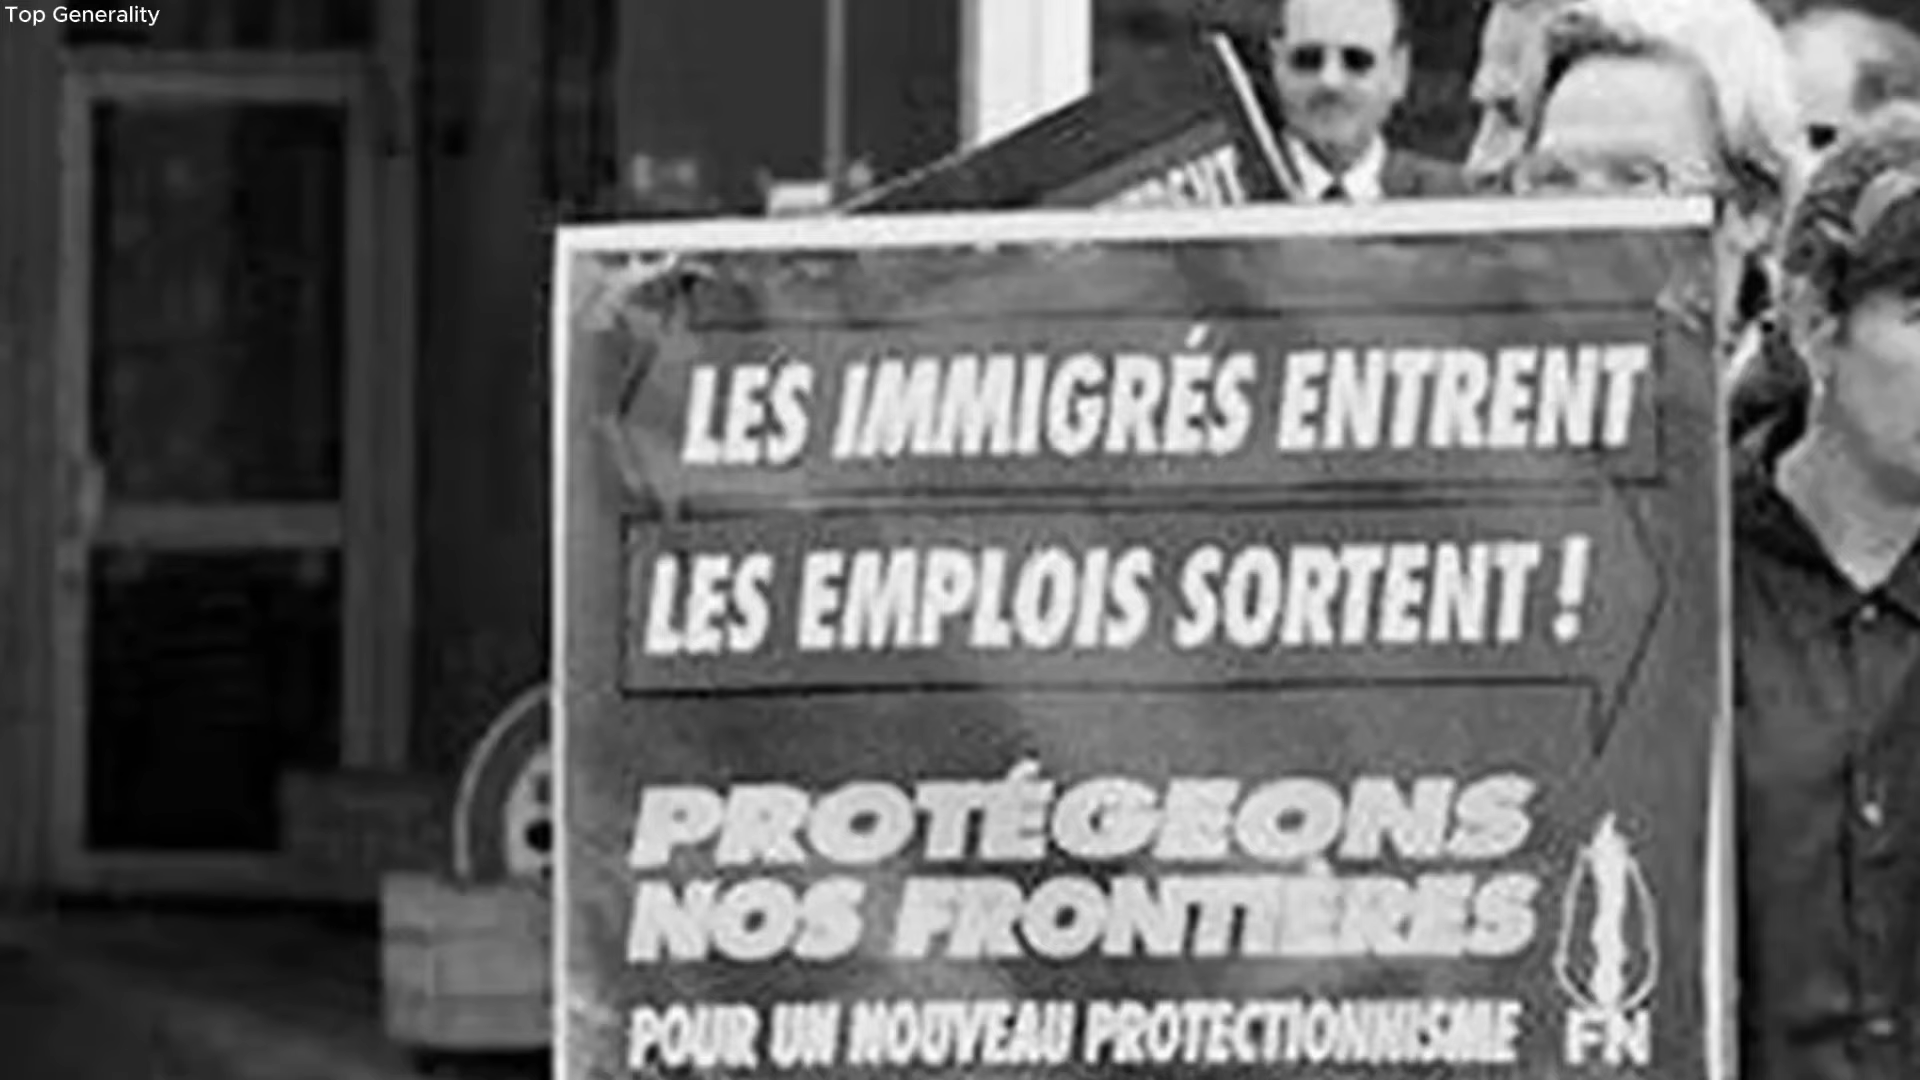 Top Generality
LES IMMIGRÉS ENTRENT
LES EMPLOIS SORTENT !
PROTÉGEONS
NOS FRONTIÈRES
POUR UN NOUVEAU PROTECTIONNISME
FN